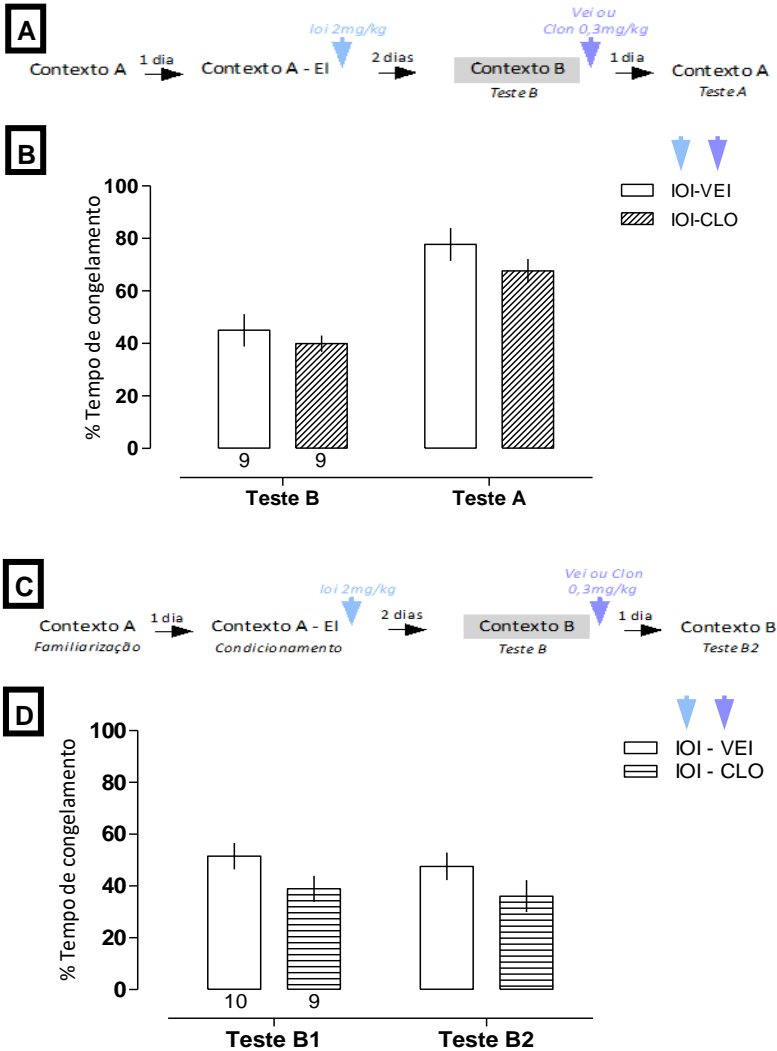 A
Ioi 2mg/kg
Vei ou
Clon 0,3mg/kg
Contexto A 1 dia Contexto A - El 2 dias Contexto B 1 dia Contexto A
Teste B Teste A
B
% Tempo de congelamento
100
80
60
40
20
0
9 9
Teste B Teste A
IOI-VEI
IOI-CLO
C
Ioi 2mg/kg
Vei ou Clon
0,3mg/kg
Contexto A 1 dia Contexto A - El 2 dias Contexto B 1 dia Contexto B
Familiarização Condicionamento Teste B Teste B2
D
% Tempo de congelamento
100
80
60
40
20
0
10 9
Teste B1 Teste B2
IOI - VEI
IOI - CLO